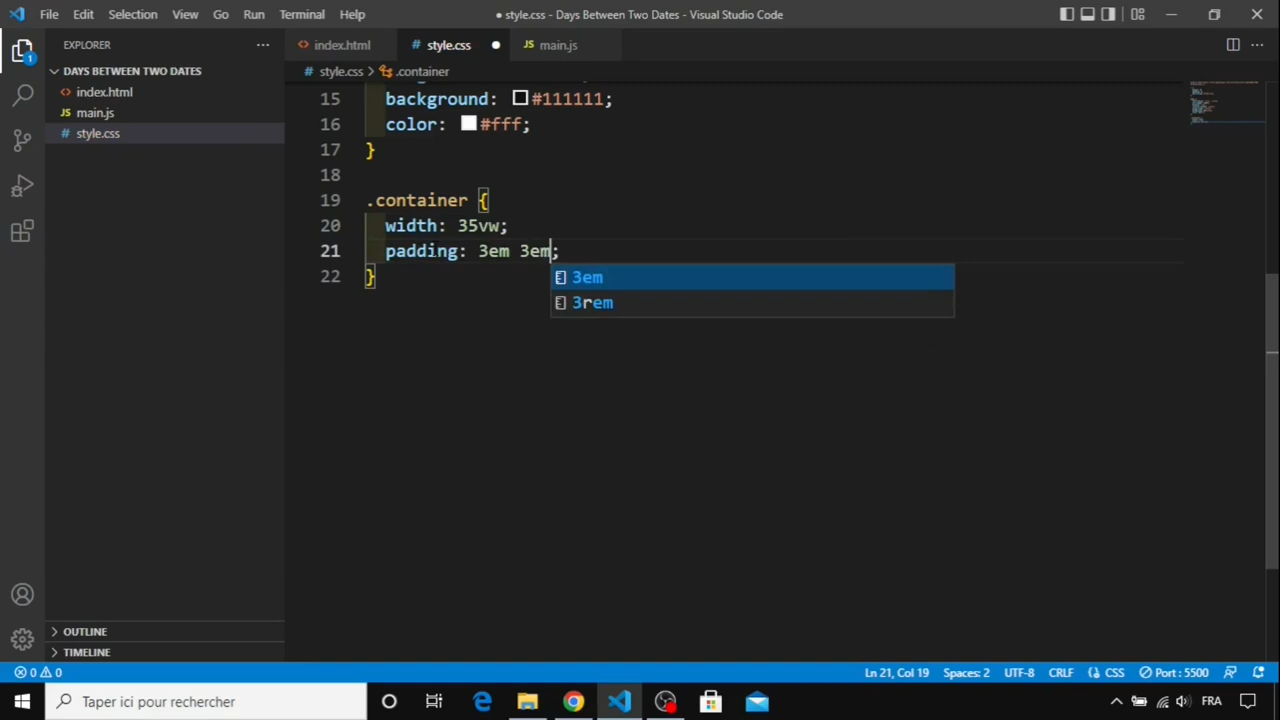 File Edit Selection View Go Run Terminal Help
● style.css - Days Between Two Dates - Visual Studio Code
EXPLORER
index.html
style.css
JS main.js
DAYS BETWEEN TWO DATES
# style.css > .container
<> index.html
JS main.js
# style.css
15 background: #111111;
16 color: #fff;
17 }
18
19 .container {
20 width: 35vw;
21 padding: 3em 3em;
22 }
3em
3rem
1
OUTLINE
TIMELINE
0 0
Ln 21, Col 19 Spaces: 2 UTF-8 CRLF CSS Port : 5500
Taper ici pour rechercher
FRA